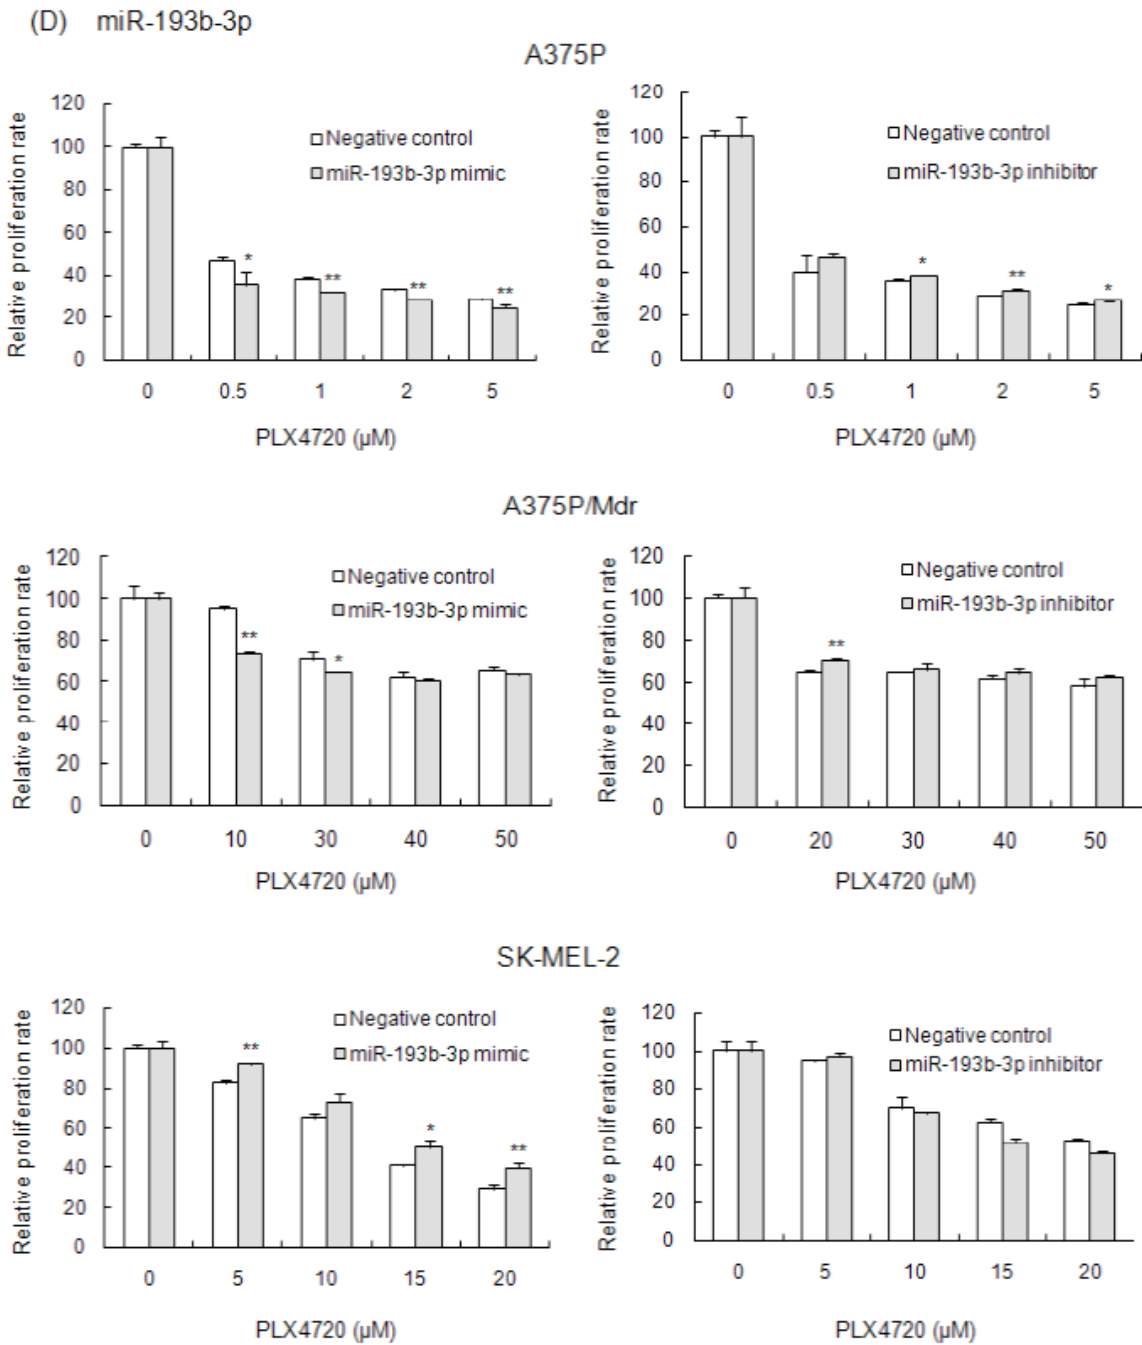 (D) miR-193b-3p
A375P
Relative proliferation rate
120
100
80
60
40
20
0
Negative control
miR-193b-3p mimic
*
**
**
**
0 0.5 1 2 5
PLX4720 (µM)
Relative proliferation rate
120
100
80
60
40
20
0
Negative control
miR-193b-3p inhibitor
*
**
*
0 0.5 1 2 5
PLX4720 (µM)
A375P/Mdr
Relative proliferation rate
120
100
80
60
40
20
0
Negative control
miR-193b-3p mimic
**
*
0 10 30 40 50
PLX4720 (µM)
Relative proliferation rate
120
100
80
60
40
20
0
Negative control
miR-193b-3p inhibitor
**
0 20 30 40 50
PLX4720 (µM)
SK-MEL-2
Relative proliferation rate
120
100
80
60
40
20
0
Negative control
miR-193b-3p mimic
**
*
**
0 5 10 15 20
PLX4720 (µM)
Relative proliferation rate
120
100
80
60
40
20
0
Negative control
miR-193b-3p inhibitor
0 5 10 15 20
PLX4720 (µM)